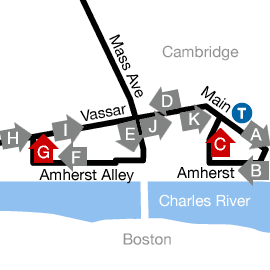 Mass Ave
Cambridge
Main
T
D
Vassar
K
A
H
I
E
J
C
G
F
B
Amherst Alley
Amherst
Charles River
Boston